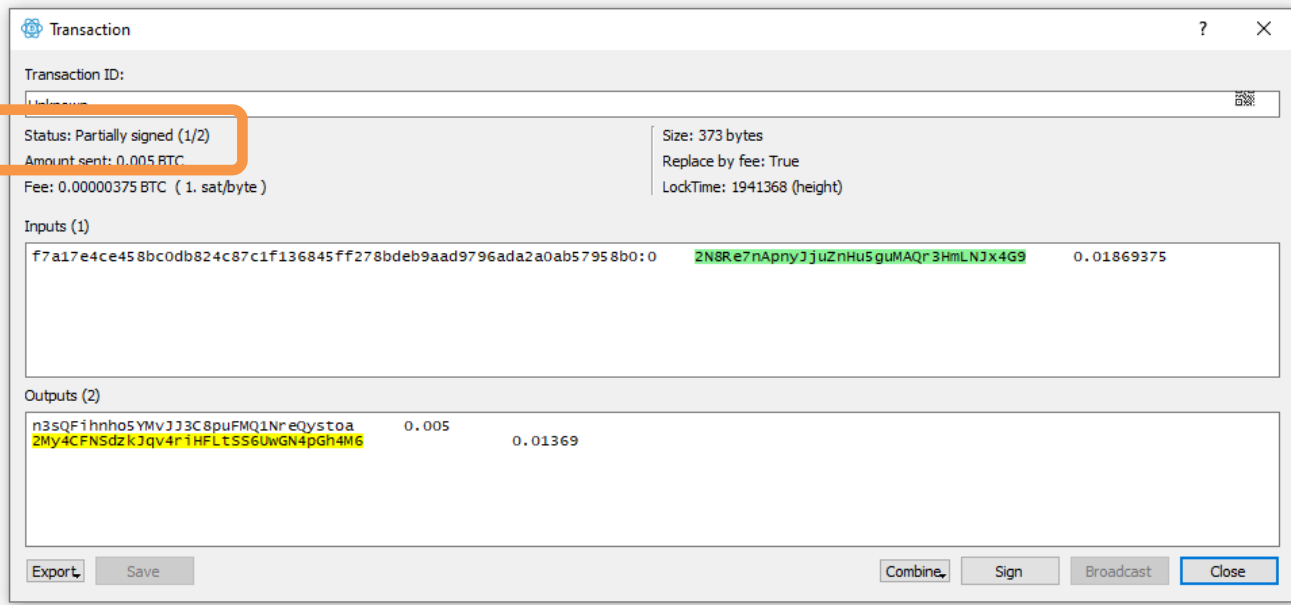 Transaction
?
Transaction ID:
Unknown
Status: Partially signed (1/2)
Amount sent: 0.005 BTC
Fee: 0.00000375 BTC ( 1. sat/byte )
Size: 373 bytes
Replace by fee: True
LockTime: 1941368 (height)
Inputs (1)
f7a17e4ce458bc0db824c87c1f136845ff278bdeb9aad9796ada2a0ab57958b0:0 2N8Re7nApnyJjuZnHu5guMAQr3HmLNJx4G9 0.01869375
Outputs (2)
n3sQFihnho5YMvJJ3C8puFMQ1NreQystoa 0.005
2My4CFNSdzkJqv4riHFLtSS6UwGN4pGh4M6 0.01369
Export Save Combine Sign Broadcast Close